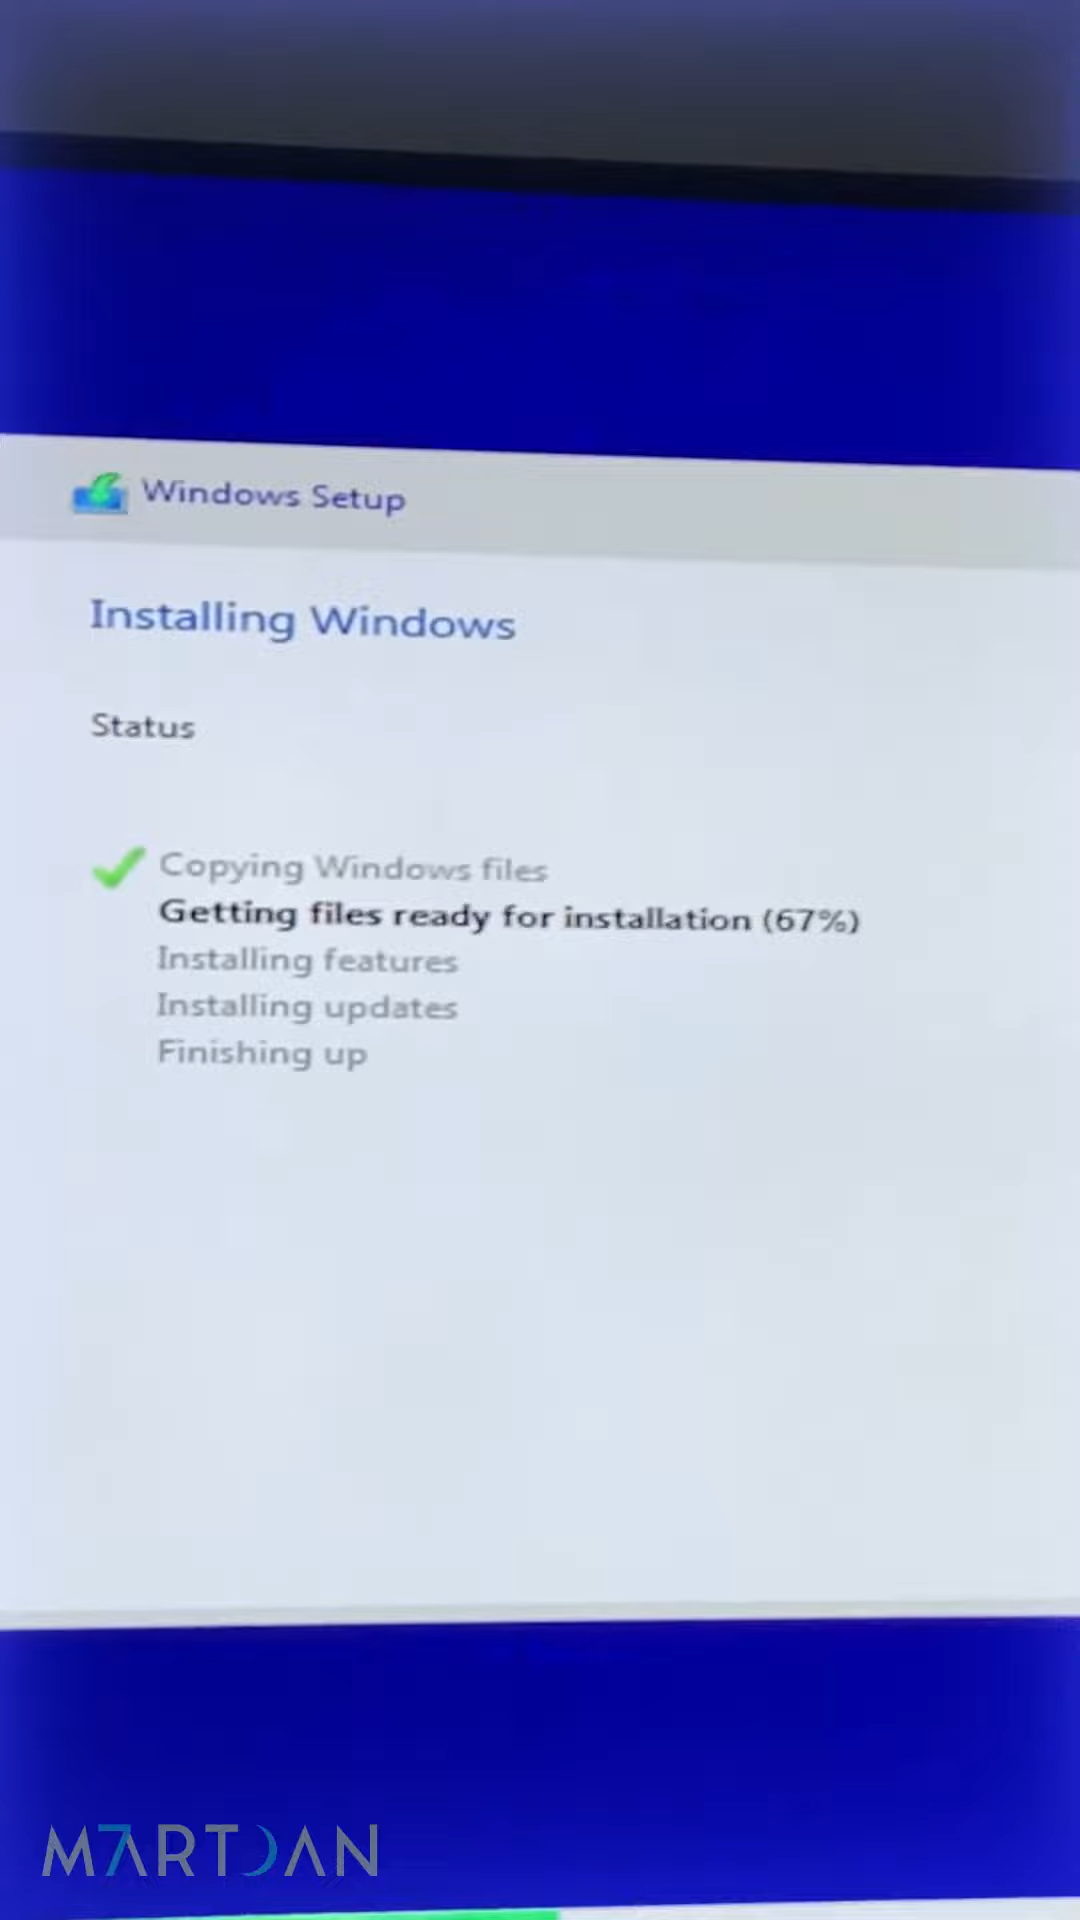 Windows Setup
Installing Windows
Status
Copying Windows files
Getting files ready for installation (67%)
Installing features
Installing updates
Finishing up
M7RTDAN